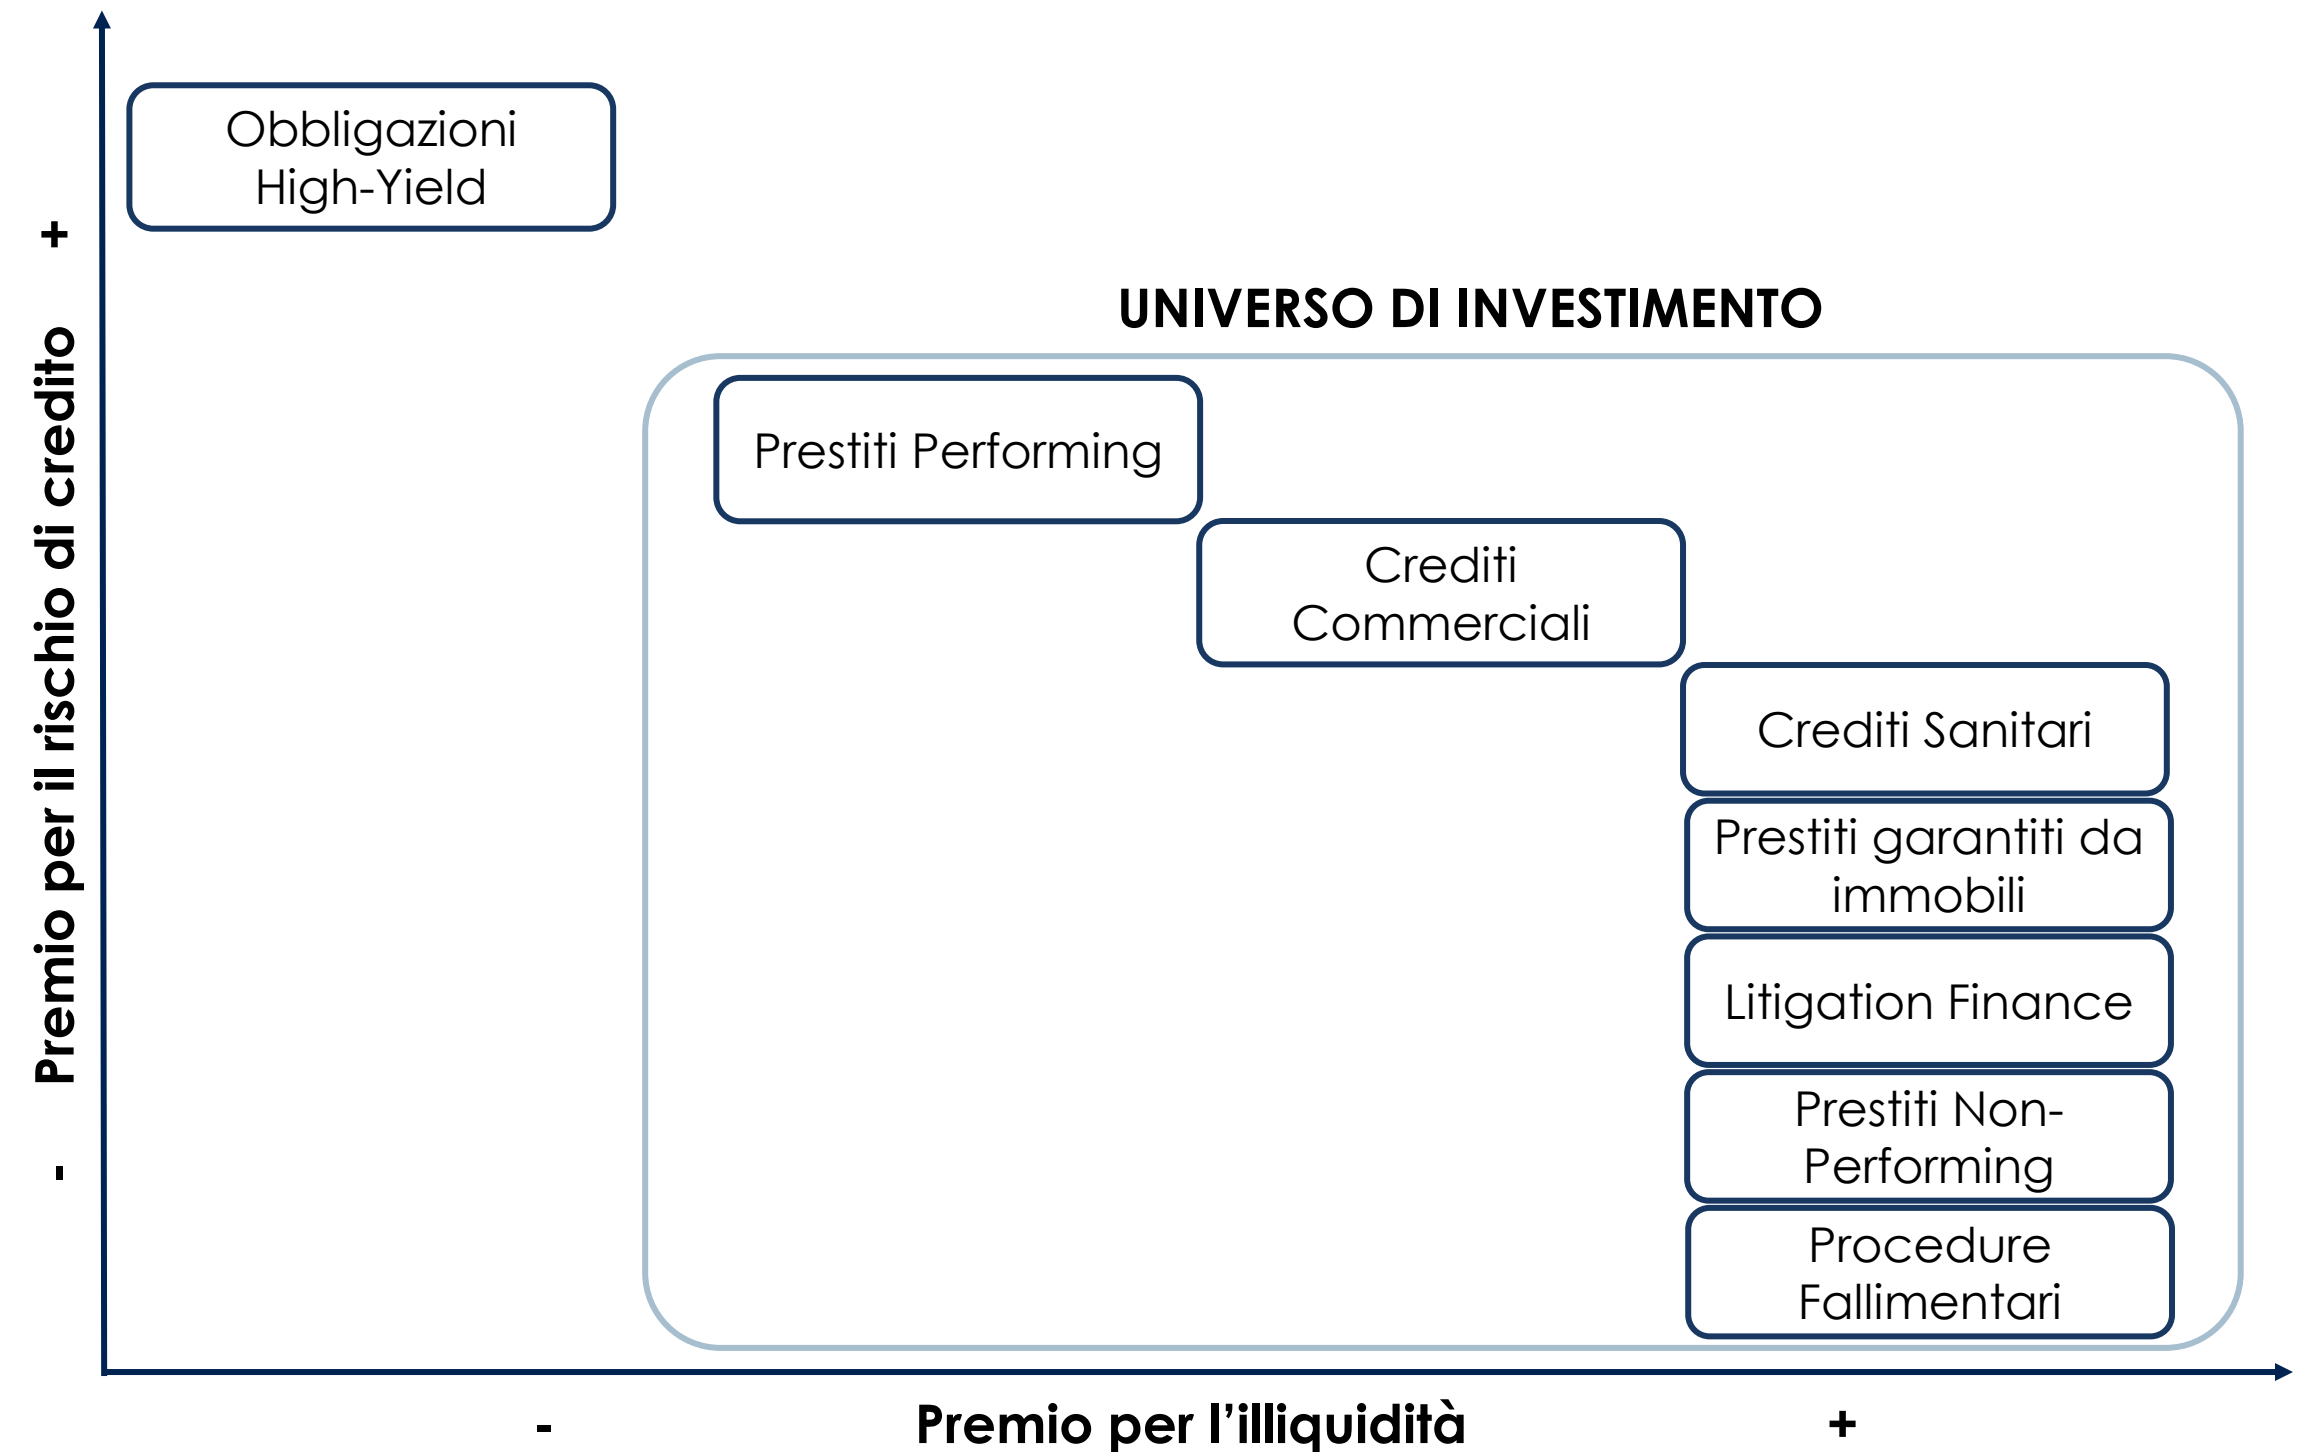 Obbligazioni
High-Yield
UNIVERSO DI INVESTIMENTO
Prestiti Performing
Crediti
Commerciali
Crediti Sanitari
Prestiti garantiti da
immobili
Litigation Finance
Prestiti Non-
Performing
Procedure
Fallimentari
- Premio per il rischio di credito +
- Premio per l’illiquidità +